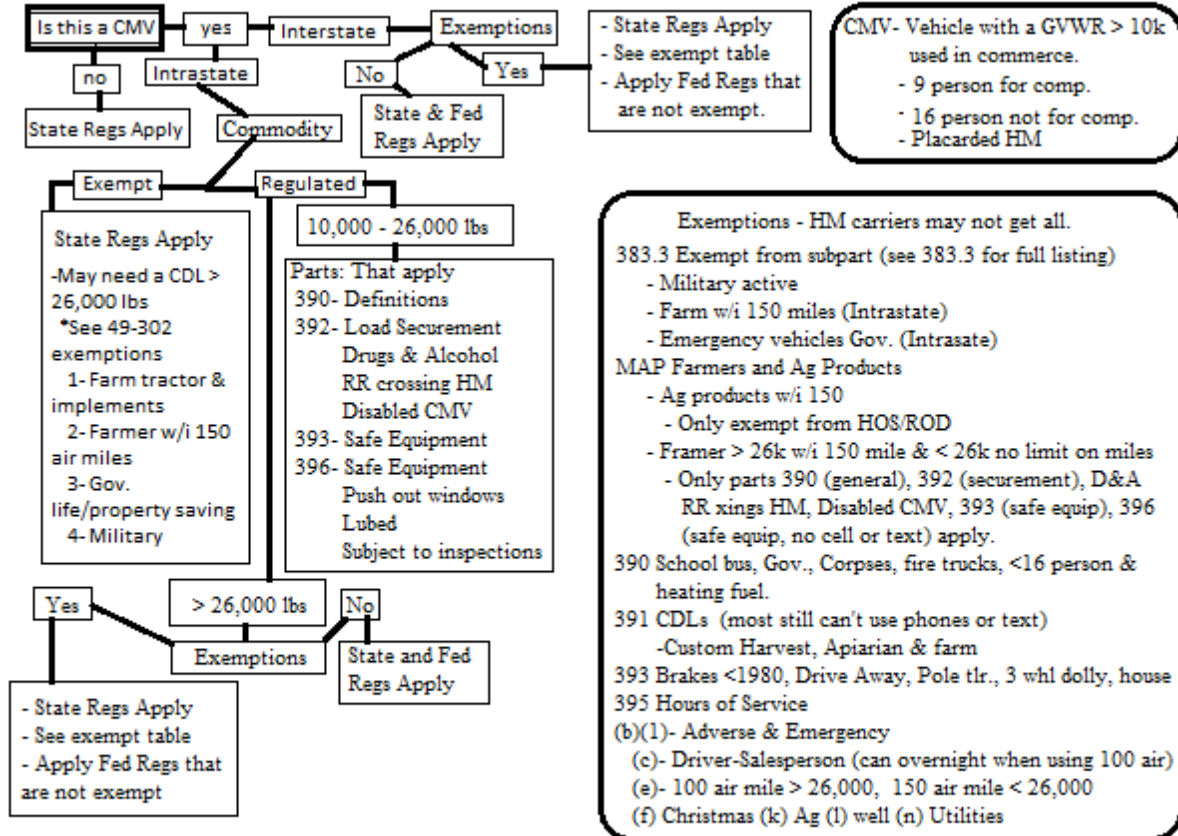 Is this a CMV
yes
Interstate
Exemptions
no
Intrastate
No
Yes
State Regs Apply
Commodity
State & Fed
Regs Apply
- State Regs Apply
- See exempt table
- Apply Fed Regs that
are not exempt.
CMV- Vehicle with a GVWR > 10k
used in commerce.
- 9 person for comp.
- 16 person not for comp.
- Placarded HM
Exempt
Regulated
State Regs Apply
-May need a CDL >
26,000 lbs
*See 49-302
exemptions
1- Farm tractor &
implements
2- Farmer w/i 150
air miles
3- Gov.
life/property saving
4- Military
10,000 - 26,000 lbs
Parts: That apply
390- Definitions
392- Load Securement
Drugs & Alcohol
RR crossing HM
Disabled CMV
393- Safe Equipment
396- Safe Equipment
Push out windows
Lubed
Subject to inspections
Yes
> 26,000 lbs
No
Exemptions
State and Fed
Regs Apply
- State Regs Apply
- See exempt table
- Apply Fed Regs that
are not exempt
Exemptions - HM carriers may not get all.
383.3 Exempt from subpart (see 383.3 for full listing)
- Military active
- Farm w/i 150 miles (Intrastate)
- Emergency vehicles Gov. (Intrasate)
MAP Farmers and Ag Products
- Ag products w/i 150
- Only exempt from HOS/ROD
- Framer > 26k w/i 150 mile & < 26k no limit on miles
- Only parts 390 (general), 392 (securement), D&A
RR xings HM, Disabled CMV, 393 (safe equip), 396
(safe equip, no cell or text) apply.
390 School bus, Gov., Corpses, fire trucks, <16 person &
heating fuel.
391 CDLs (most still can't use phones or text)
-Custom Harvest, Apiarian & farm
393 Brakes <1980, Drive Away, Pole tlr., 3 whl dolly, house
395 Hours of Service
(b)(1)- Adverse & Emergency
(c)- Driver-Salesperson (can overnight when using 100 air)
(e)- 100 air mile > 26,000, 150 air mile < 26,000
(f) Christmas (k) Ag (l) well (n) Utilities